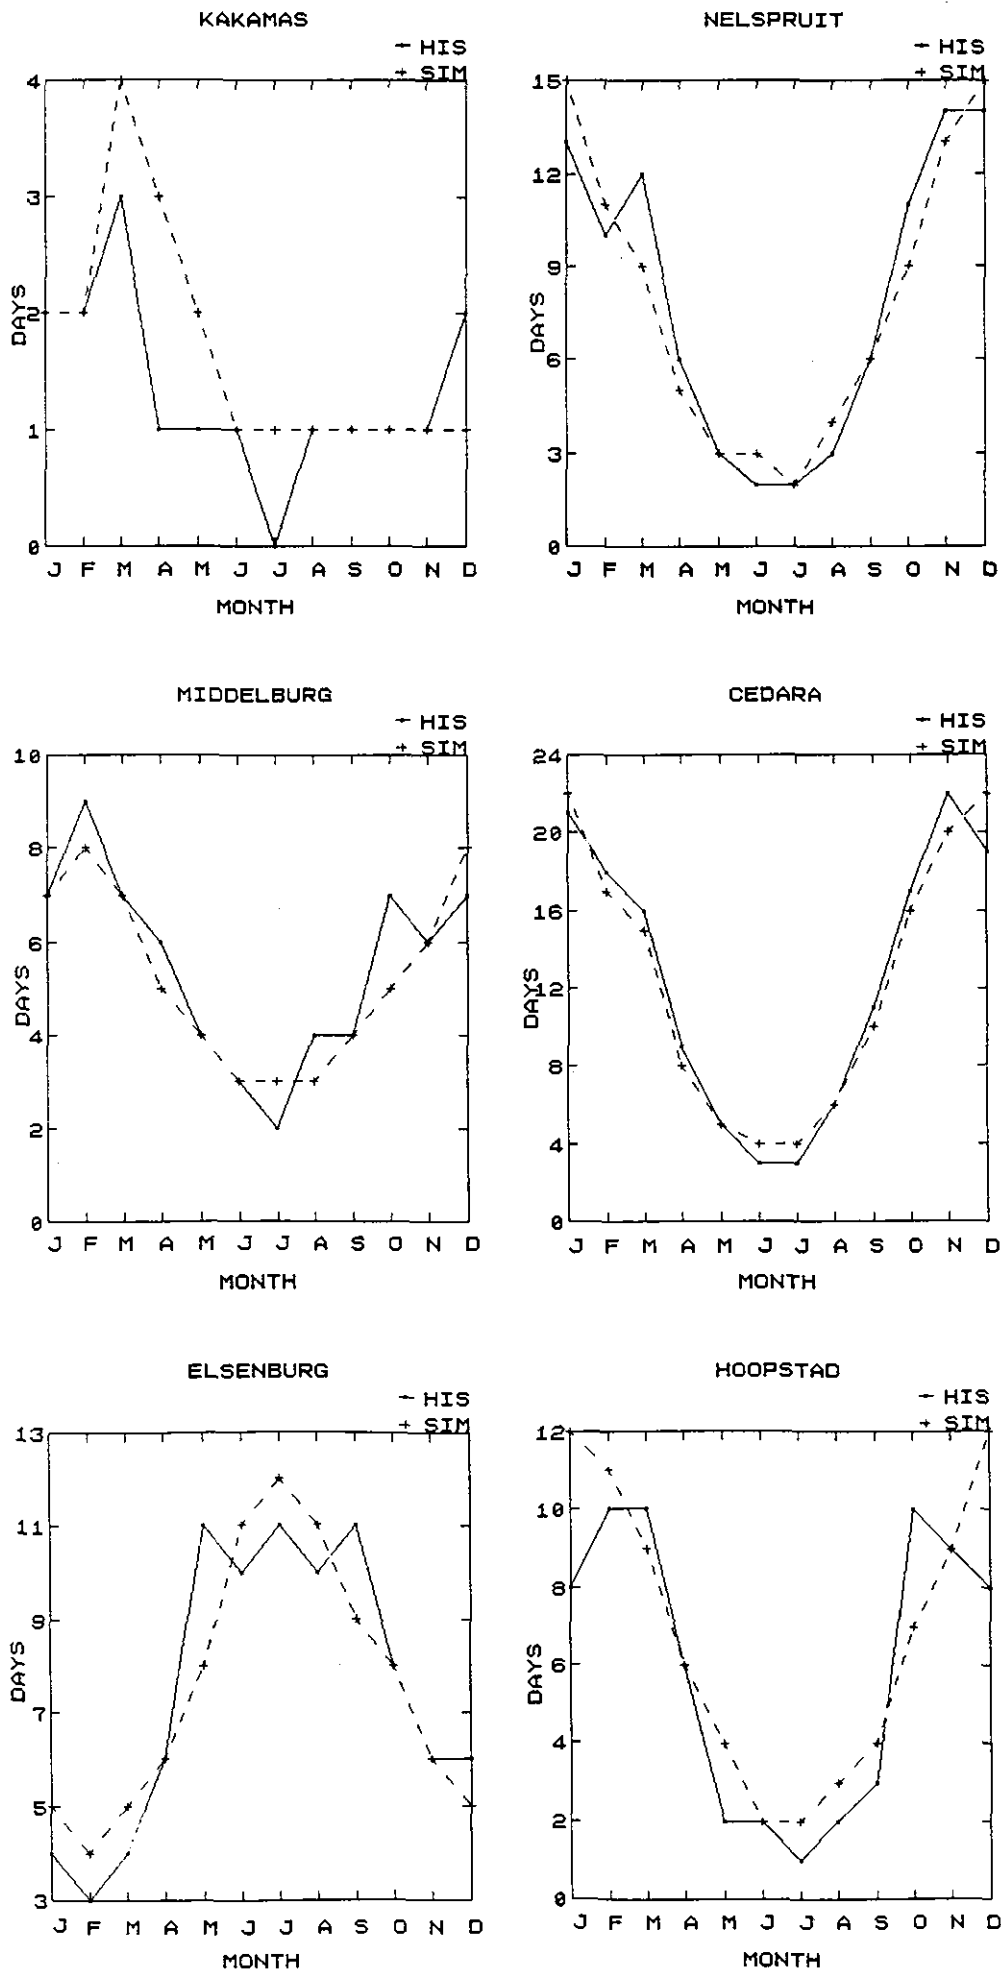 KAKAMAS
HIS
SIM
4
3
2
1
0
DAYS
J F M A M J J A S O N D
MONTH
NELSPRUIT
HIS
SIM
15
12
9
6
3
0
DAYS
J F M A M J J A S O N D
MONTH
MIDDELBURG
HIS
SIM
10
8
6
4
2
0
DAYS
J F M A M J J A S O N D
MONTH
CEDARA
HIS
SIM
24
20
16
12
8
4
0
DAYS
J F M A M J J A S O N D
MONTH
ELSENBURG
HIS
SIM
13
11
9
7
5
3
DAYS
J F M A M J J A S O N D
MONTH
HOOPSTAD
HIS
SIM
12
10
8
6
4
2
0
DAYS
J F M A M J J A S O N D
MONTH